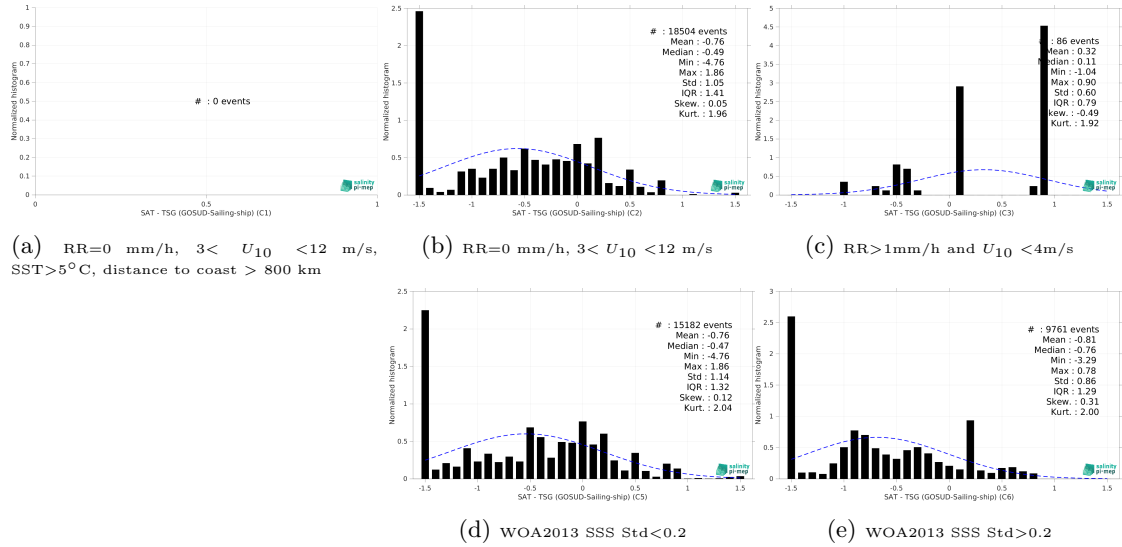 1
0.9
0.8
0.7
0.6
0.5
0.4
0.3
0.2
0.1
0
Normalized histogram
# : 0 events
salinity
pi-mep
0 0.5 1
SAT - TSG (GOSUD-Sailing-ship) (C1)
(a) RR=0 mm/h, 3< U10 <12 m/s,
SST>5°C, distance to coast > 800 km
2.5
2
1.5
1
0.5
0
Normalized histogram
# : 18504 events
Mean : -0.76
Median : -0.49
Min : -4.76
Max : 1.86
Std : 1.05
IQR : 1.41
Skew. : 0.05
Kurt. : 1.96
salinity
pi-mep
-1.5 -1 -0.5 0 0.5 1 1.5
SAT - TSG (GOSUD-Sailing-ship) (C2)
(b) RR=0 mm/h, 3< U10 <12 m/s
5
4.5
4
3.5
3
2.5
2
1.5
1
0.5
0
Normalized histogram
# : 86 events
Mean : 0.32
Median : 0.11
Min : -1.04
Max : 0.90
Std : 0.60
IQR : 0.79
Skew. : -0.49
Kurt. : 1.92
salinity
pi-mep
-1.5 -1 -0.5 0 0.5 1 1.5
SAT - TSG (GOSUD-Sailing-ship) (C3)
(c) RR>1mm/h and U10 <4m/s
2.5
2
1.5
1
0.5
0
Normalized histogram
# : 15182 events
Mean : -0.76
Median : -0.47
Min : -4.76
Max : 1.86
Std : 1.14
IQR : 1.32
Skew. : 0.12
Kurt. : 2.04
salinity
pi-mep
-1.5 -1 -0.5 0 0.5 1 1.5
SAT - TSG (GOSUD-Sailing-ship) (C5)
(d) WOA2013 SSS Std<0.2
3
2.5
2
1.5
1
0.5
0
Normalized histogram
# : 9761 events
Mean : -0.81
Median : -0.76
Min : -3.29
Max : 0.78
Std : 0.86
IQR : 1.29
Skew. : 0.31
Kurt. : 2.00
salinity
pi-mep
-1.5 -1 -0.5 0 0.5 1 1.5
SAT - TSG (GOSUD-Sailing-ship) (C6)
(e) WOA2013 SSS Std>0.2